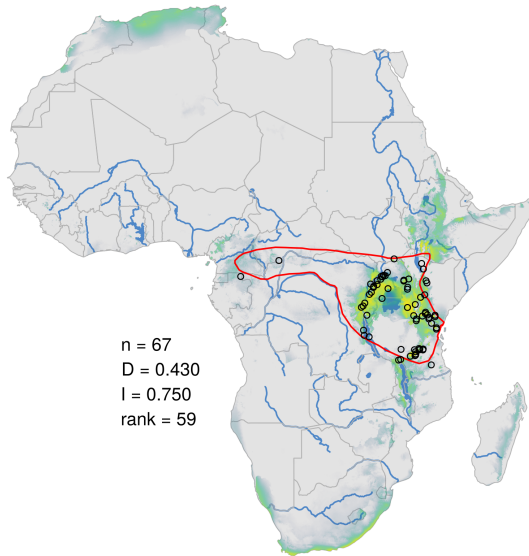 n = 67
D = 0.430
I = 0.750
rank = 59